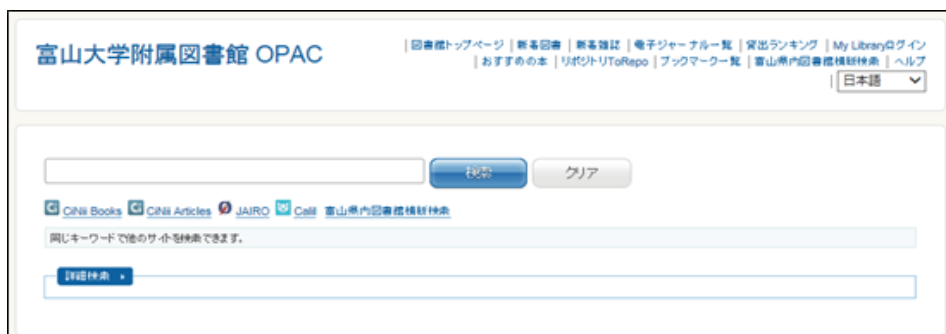 富山大学附属図書館 OPAC
|図書館トップページ |新着図書 |新着雑誌 |電子ジャーナル一覧 |貸出ランキング |My Libraryログイン
|おすすめの本 |リポジトリToRepo |ブックマーク一覧 |富山県内図書館横断検索 |ヘルプ
|日本語
検索 クリア
CiNii Books CiNii Articles JAIRO Calil 富山県内図書館横断検索
同じキーワードで他のサイトを検索できます。
詳細検索